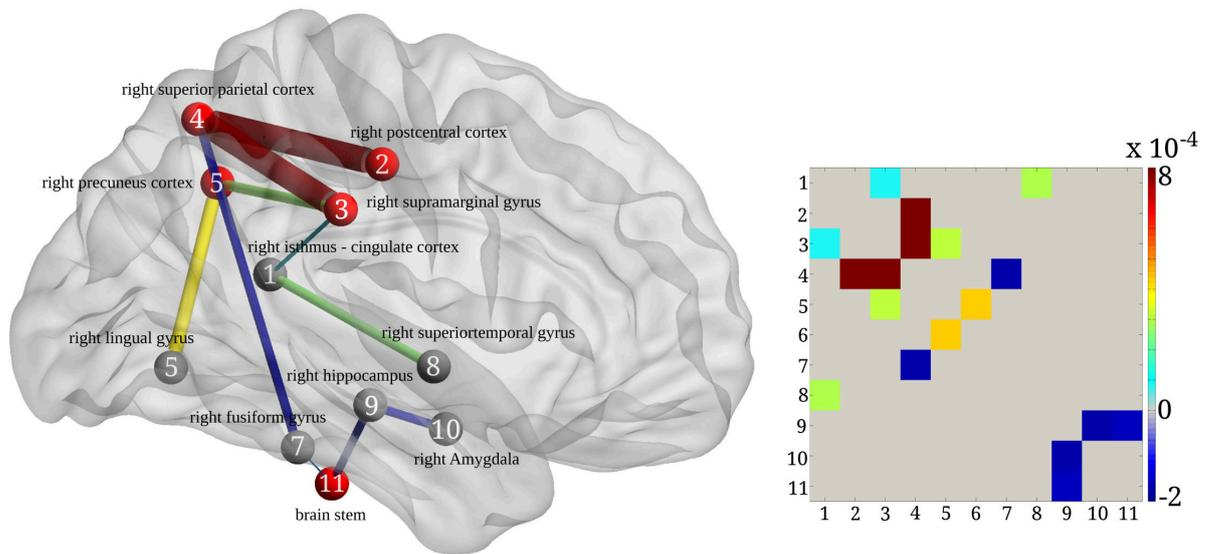 right superior parietal cortex
4
right postcentral cortex
2
right precuneus cortex
5
3
right supramarginal gyrus
right isthmus - cingulate cortex
1
right superiortemporal gyrus
right lingual gyrus
5
8
right hippocampus
9
right fusiform gyrus
10
7
right Amygdala
11
brain stem
x 10-4
8
0
-2
1
2
3
4
5
6
7
8
9
10
11
1 2 3 4 5 6 7 8 9 10 11